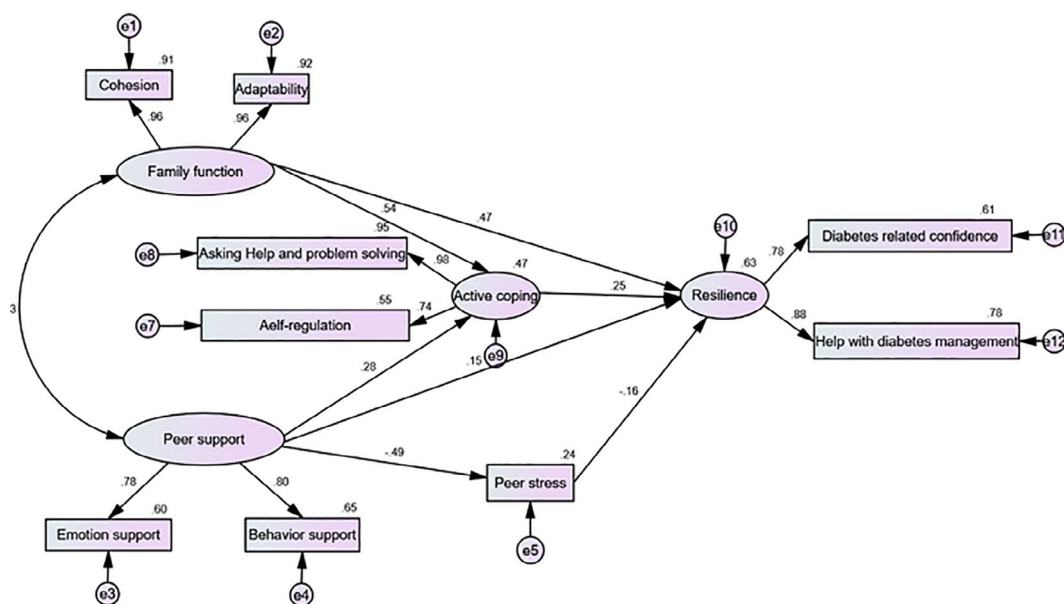 e1
e2
.91
.92
Cohesion
Adaptability
.96
.96
Family function
.54
.47
.95
e8
Asking Help and problem solving
.98
.47
Active coping
.55
.74
e7
Aelf-regulation
e9
.25
e10
.63
Resilience
.61
Diabetes related confidence
e11
.78
.88
.78
Help with diabetes management
e12
3
.28
.15
-.16
Peer support
-.49
.24
Peer stress
e5
.78
.80
.60
.65
Emotion support
Behavior support
e3
e4